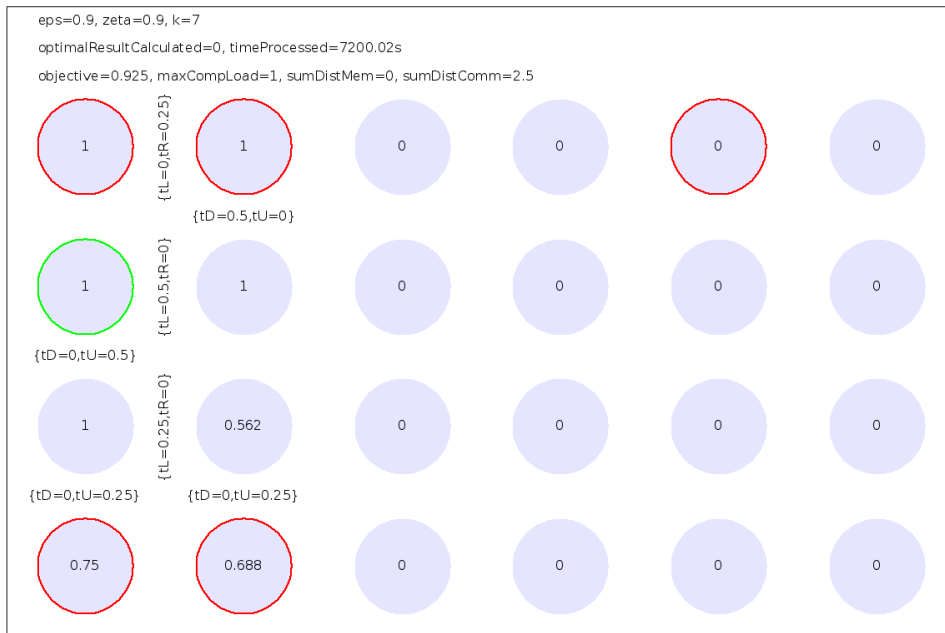 eps=0.9, zeta=0.9, k=7
optimalResultCalculated=0, timeProcessed=7200.02s
objective=0.925, maxCompLoad=1, sumDistMem=0, sumDistComm=2.5
1 {tL=0,tR=0.25} 1 0 0 0 0
{tD=0.5,tU=0}
1 {tL=0.5,tR=0} 1 0 0 0 0
{tD=0,tU=0.5}
1 {tL=0.25,tR=0} 0.562 0 0 0 0
{tD=0,tU=0.25} {tD=0,tU=0.25}
0.75 0.688 0 0 0 0